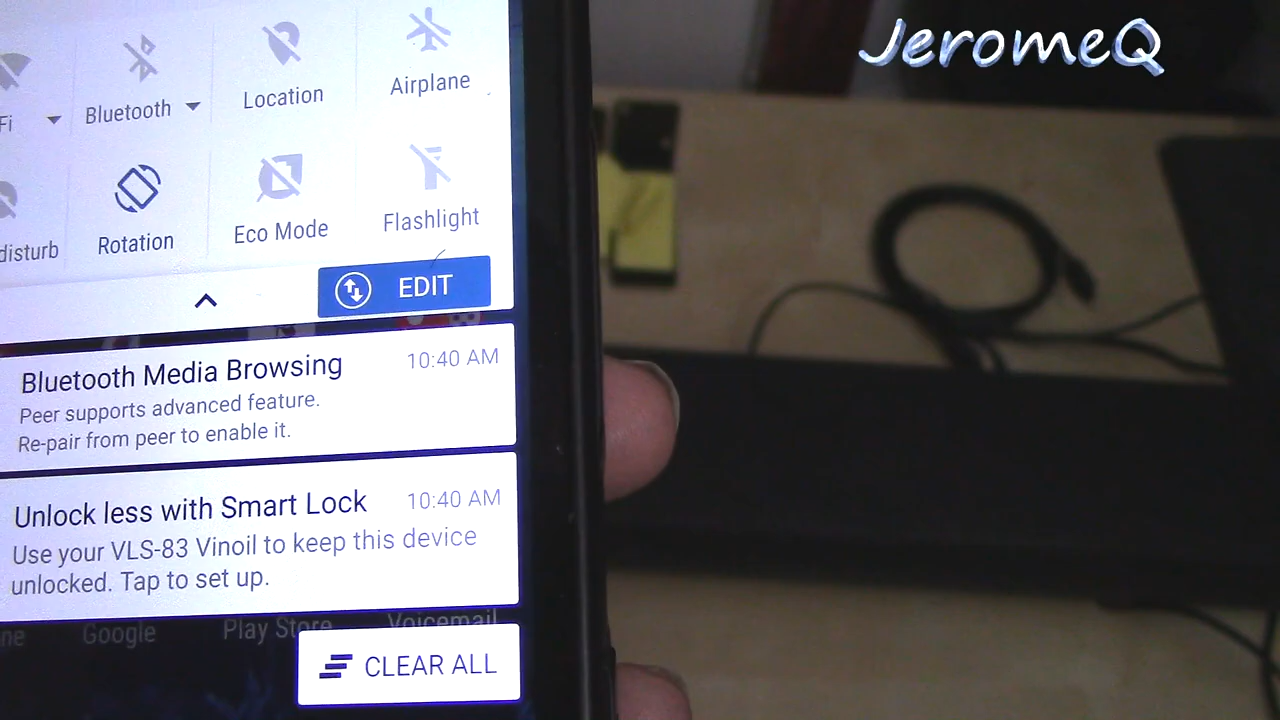 JeromeQ
Fi Bluetooth Location Airplane
disturb Rotation Eco Mode Flashlight
EDIT
Bluetooth Media Browsing 10:40 AM
Peer supports advanced feature.
Re-pair from peer to enable it.
Unlock less with Smart Lock 10:40 AM
Use your VLS-83 Vinoil to keep this device
unlocked. Tap to set up.
ne Google Play Store Voicemail
CLEAR ALL